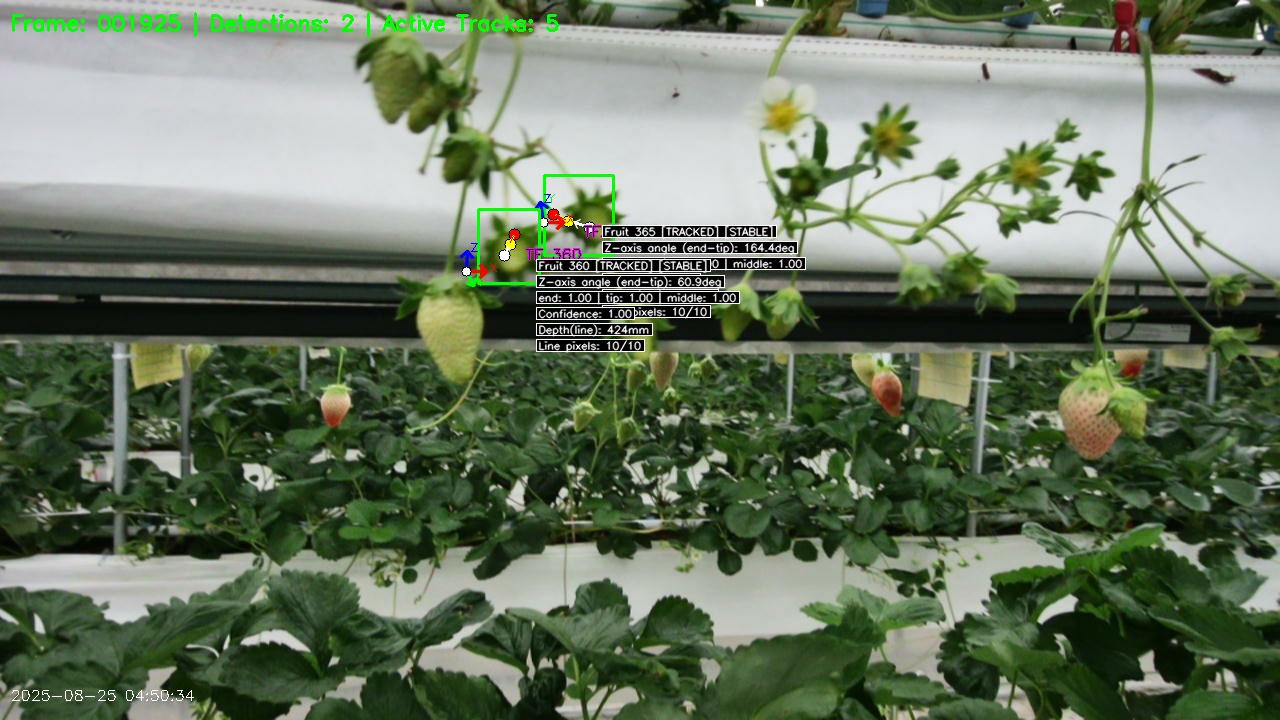 Frame: 001925 | Detections: 2 | Active Tracks: 5
Z
TF
Fruit 365 [TRACKED] [STABLE]
Z-axis angle (end-tip): 164.4deg
0 | middle: 1.00
Z
TF_360
Fruit 360 [TRACKED] [STABLE]
Z-axis angle (end-tip): 60.9deg
end: 1.00 | tip: 1.00 | middle: 1.00
Confidence: 1.00
pixels: 10/10
Depth(line): 424mm
Line pixels: 10/10
2025-08-25 04:50:34